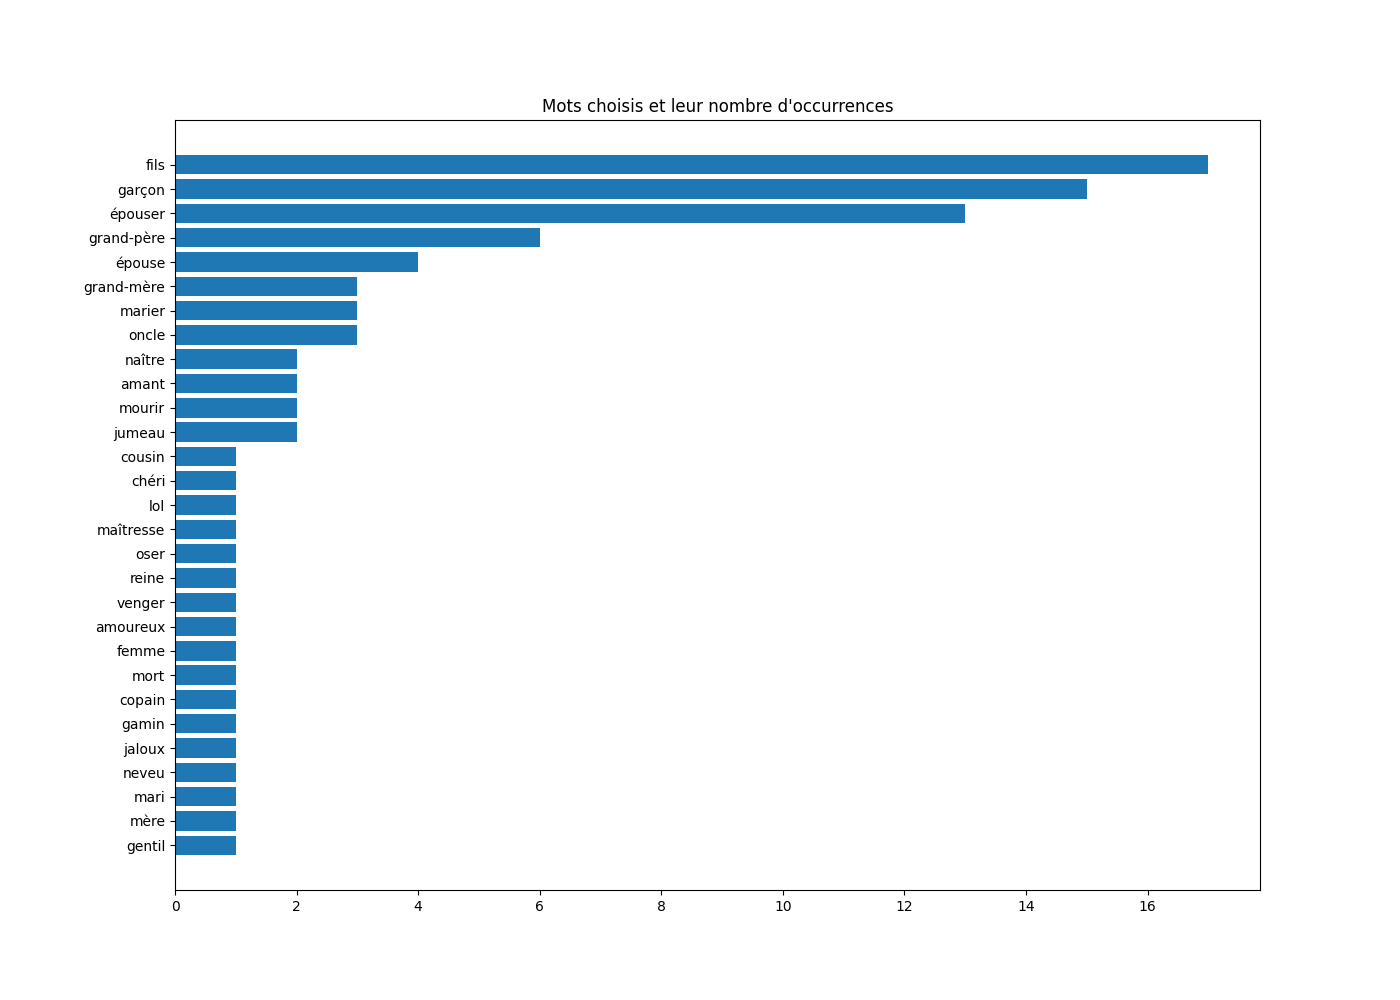 Mots choisis et leur nombre d'occurrences
fils
garçon
épouser
grand-père
épouse
grand-mère
marier
oncle
naître
amant
mourir
jumeau
cousin
chéri
lol
maîtresse
oser
reine
venger
amoureux
femme
mort
copain
gamin
jaloux
neveu
mari
mère
gentil
0 2 4 6 8 10 12 14 16